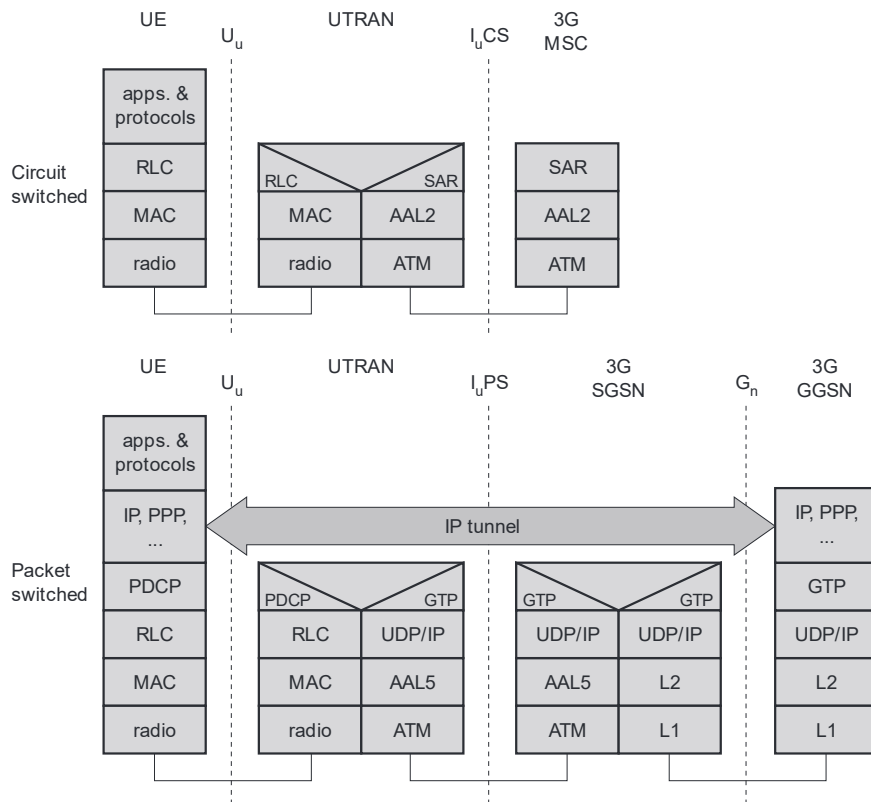 UE
UTRAN
3G
MSC
UuU
IuCS
apps. &
protocols
Circuit
switched
RLC
RLC
SAR
SAR
MAC
MAC
AAL2
AAL2
radio
radio
ATM
ATM
UE
UTRAN
3G
SGSN
3G
GGSN
Uu
IuPS
Gn
apps. &
protocols
IP, PPP,
...
IP tunnel
IP, PPP,
...
Packet
switched
PDCP
PDCP
GTP
GTP
GTP
GTP
RLC
RLC
UDP/IP
UDP/IP
UDP/IP
UDP/IP
MAC
MAC
AAL5
AAL5
L2
L2
radio
radio
ATM
ATM
L1
L1